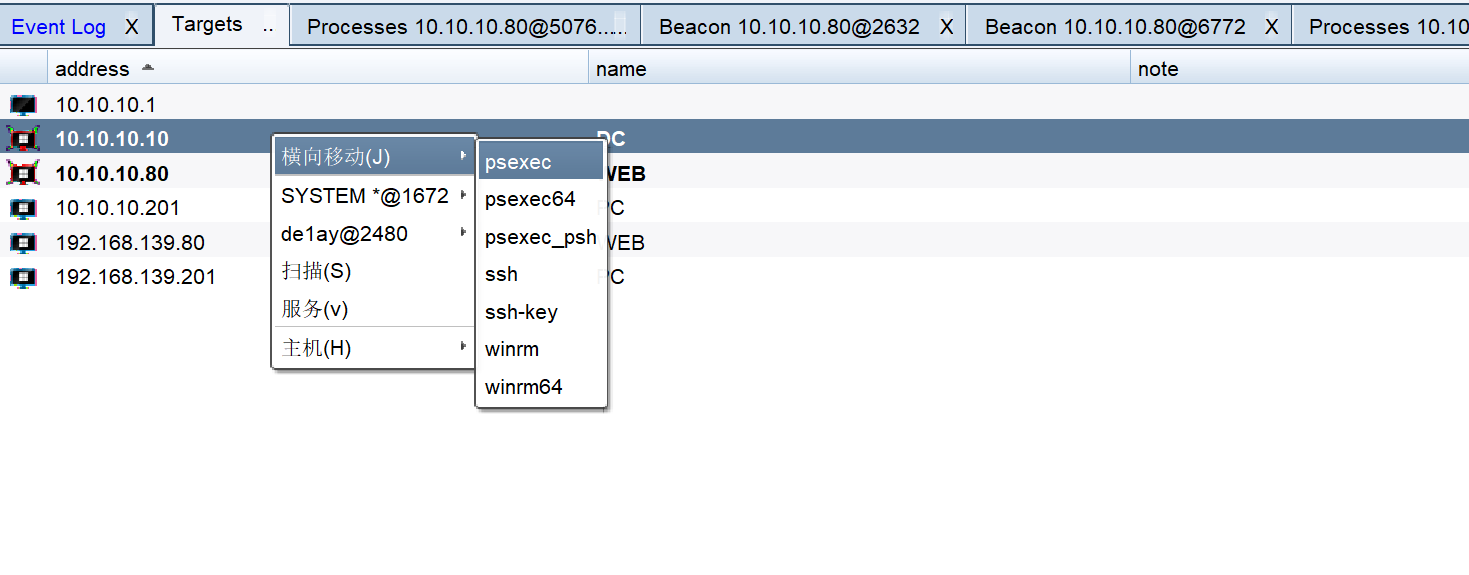 Event Log X Targets .. Processes 10.10.10.80@5076...... Beacon 10.10.10.80@2632 X Beacon 10.10.10.80@6772 X Processes 10.10
address name note
10.10.10.1
10.10.10.10 DC
10.10.10.80 WEB
10.10.10.201 PC
192.168.139.80 WEB
192.168.139.201 PC
横向移动(J)
SYSTEM *@1672
de1ay@2480
扫描(S)
服务(v)
主机(H)
psexec
psexec64
psexec_psh
ssh
ssh-key
winrm
winrm64